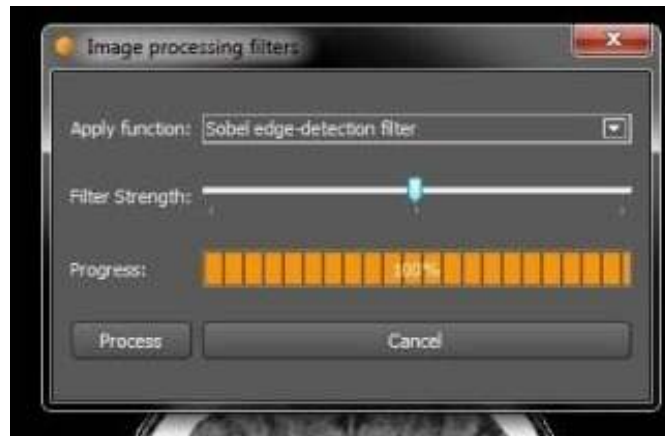 Image processing filters
Apply function: Sobel edge-detection filter
Filter Strength:
Progress: 100%
Process Cancel